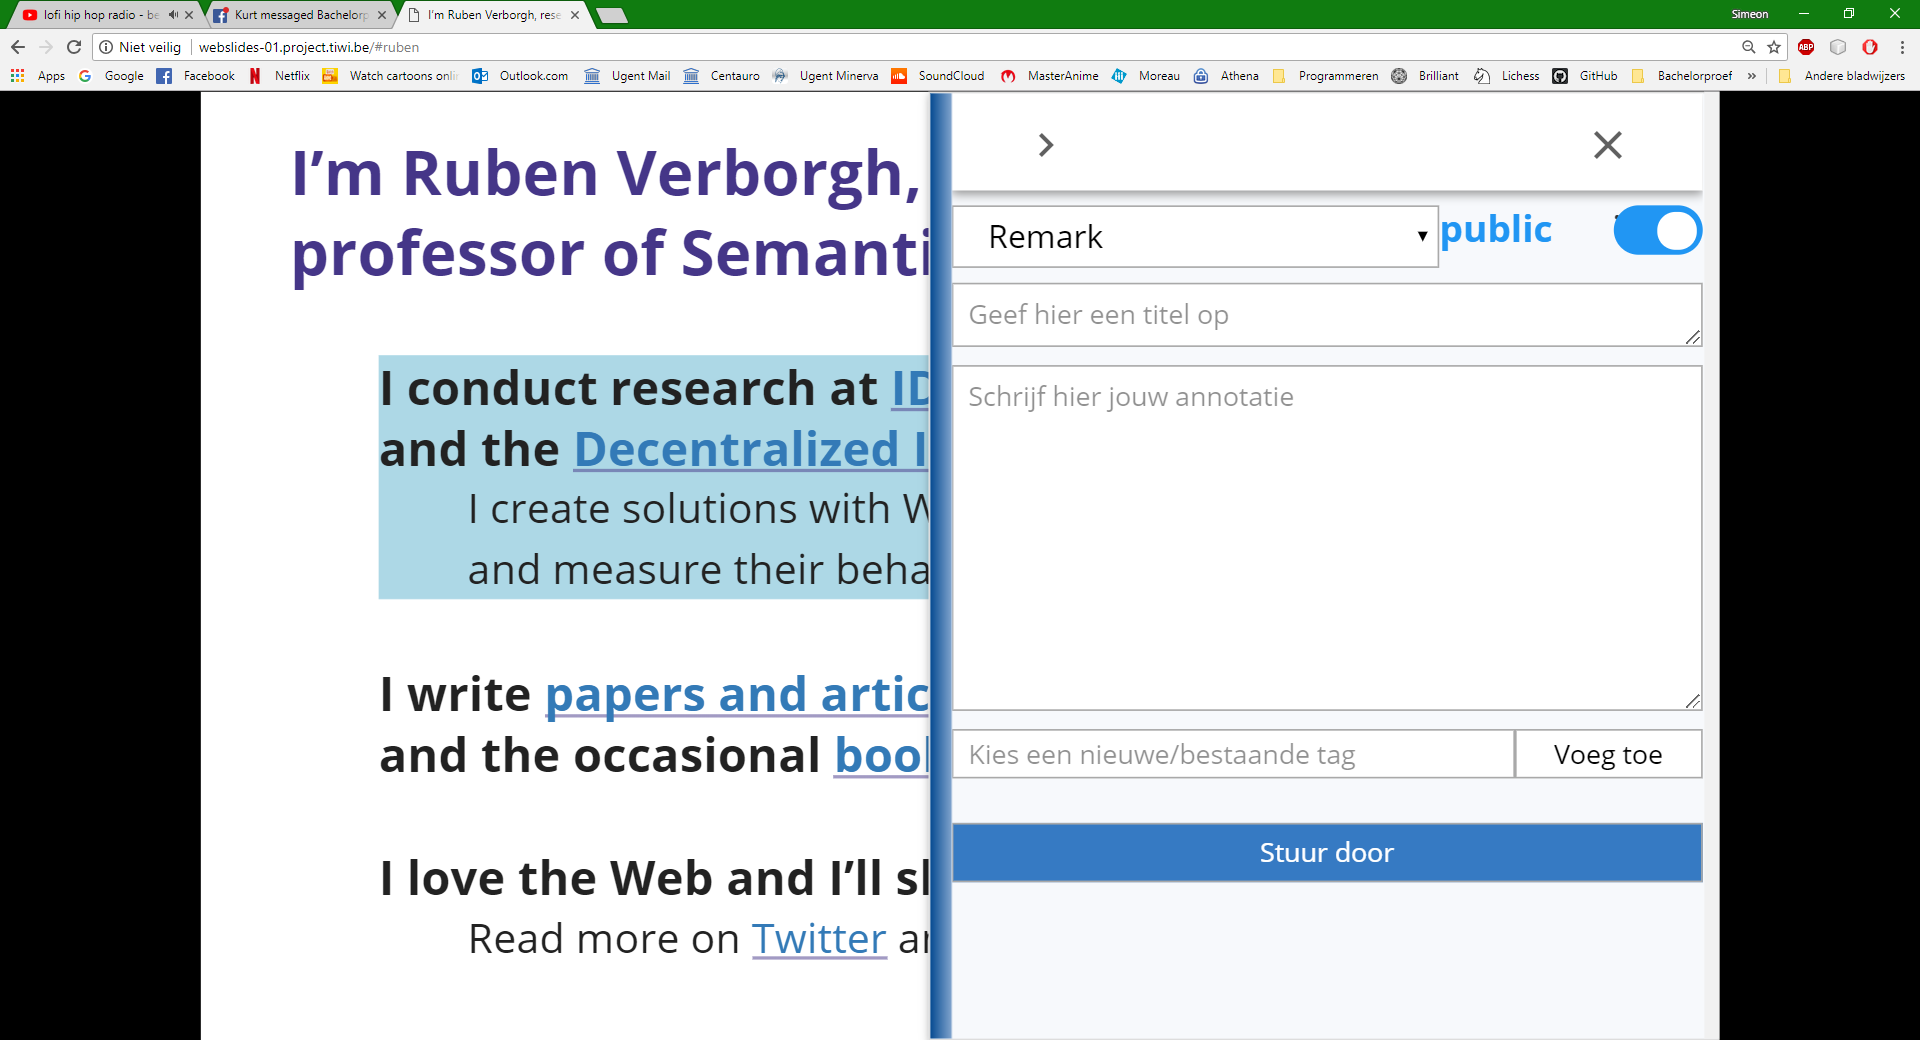 lofi hip hop radio - be
Kurt messaged Bachelorp
I'm Ruben Verborgh, rese
Simeon
Niet veilig
webslides-01.project.tiwi.be/#ruben
ABP
Apps
Google
Facebook
Netflix
Watch cartoons onlin
Outlook.com
Ugent Mail
Centauro
Ugent Minerva
SoundCloud
MasterAnime
Moreau
Athena
Programmeren
Brilliant
Lichess
GitHub
Bachelorproef
»
Andere bladwijzers
I’m Ruben Verborgh,
professor of Semanti
I conduct research at ID
and the Decentralized I
I create solutions with W
and measure their beha
I write papers and artic
and the occasional book
I love the Web and I’ll sl
Read more on Twitter ar
Remark
public
Geef hier een titel op
Schrijf hier jouw annotatie
Kies een nieuwe/bestaande tag
Voeg toe
Stuur door